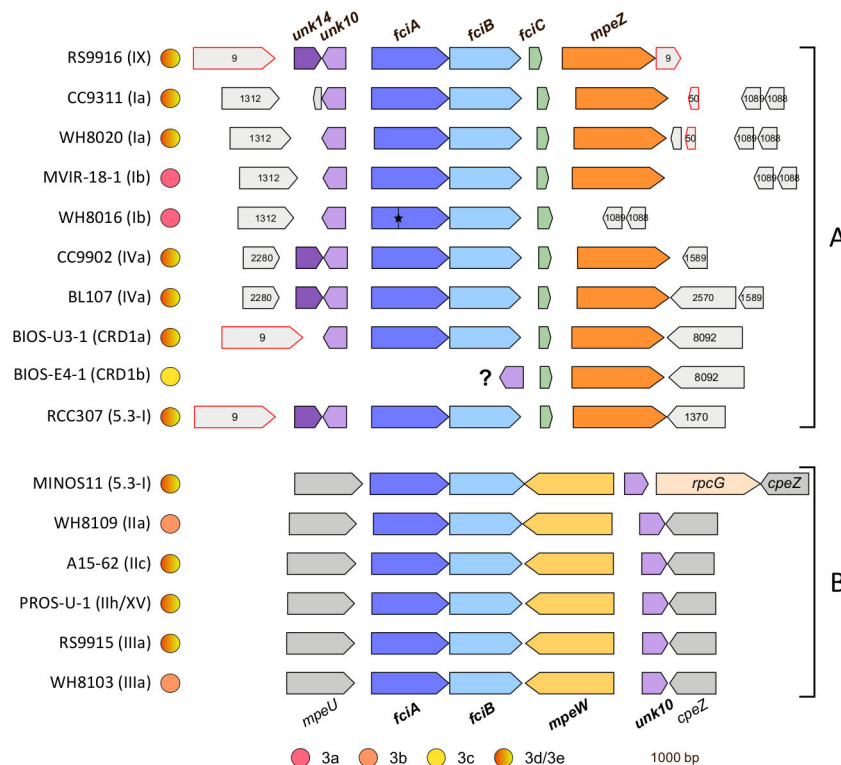 unk14 unk10 fciA fciB fciC mpeZ
RS9916 (IX) 9 9
CC9311 (Ia) 1312 50 1089 1088
WH8020 (Ia) 1312 50 1089 1088
MVIR-18-1 (Ib) 1312 1089 1088
WH8016 (Ib) 1312 1089 1088
A
CC9902 (IVa) 2280 1589
BL107 (IVa) 2280 2570 1589
BIOS-U3-1 (CRD1a) 9 8092
BIOS-E4-1 (CRD1b) ? 8092
RCC307 (5.3-I) 9 1370
MINOS11 (5.3-I) rpcG cpeZ
WH8109 (IIa)
A15-62 (IIc)
B
PROS-U-1 (IIh/XV)
RS9915 (IIIa)
WH8103 (IIIa)
mpeU fciA fciB mpeW unk10 cpeZ
3a 3b 3c 3d/3e 1000 bp